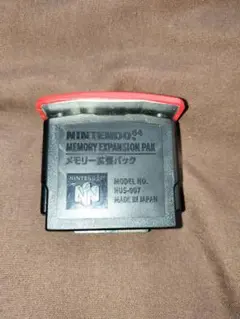 NINTENDO64
MEMORY EXPANSION PAK
メモリー拡張パック
NINTENDO64
MODEL NO.
NUS-007
MADE IN JAPAN